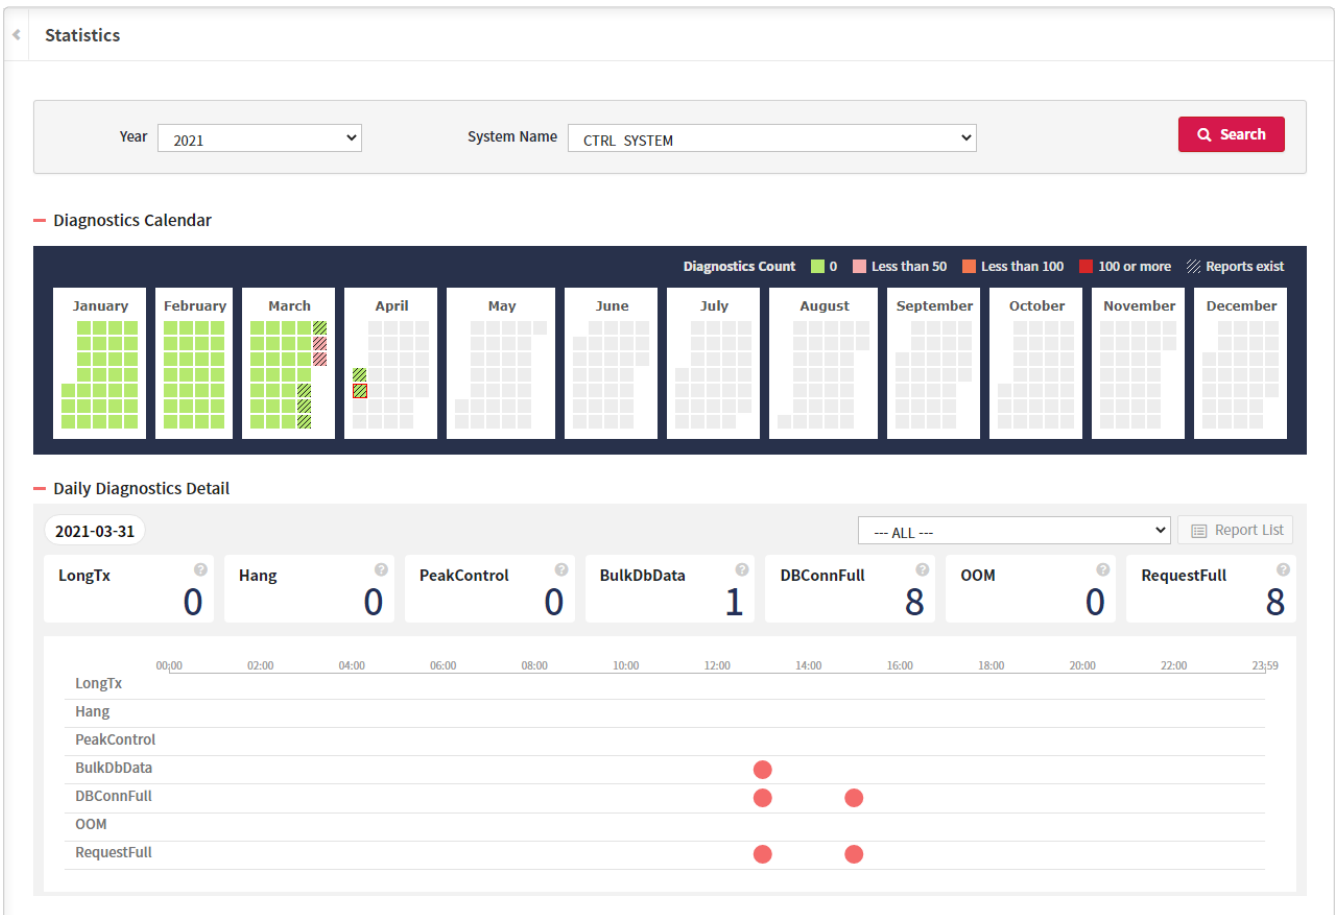 Statistics
Year 2021 System Name CTRL SYSTEM Search
Diagnostics Calendar
Diagnostics Count 0 Less than 50 Less than 100 100 or more Reports exist
January February March April May June July August September October November December
Daily Diagnostics Detail
2021-03-31 --- ALL --- Report List
LongTx ? Hang ? PeakControl ? BulkDbData ? DBConnFull ? OOM ? RequestFull ?
0 0 0 1 8 0 8
00:00 02:00 04:00 06:00 08:00 10:00 12:00 14:00 16:00 18:00 20:00 22:00 23:59
LongTx
Hang
PeakControl
BulkDbData
DBConnFull
OOM
RequestFull